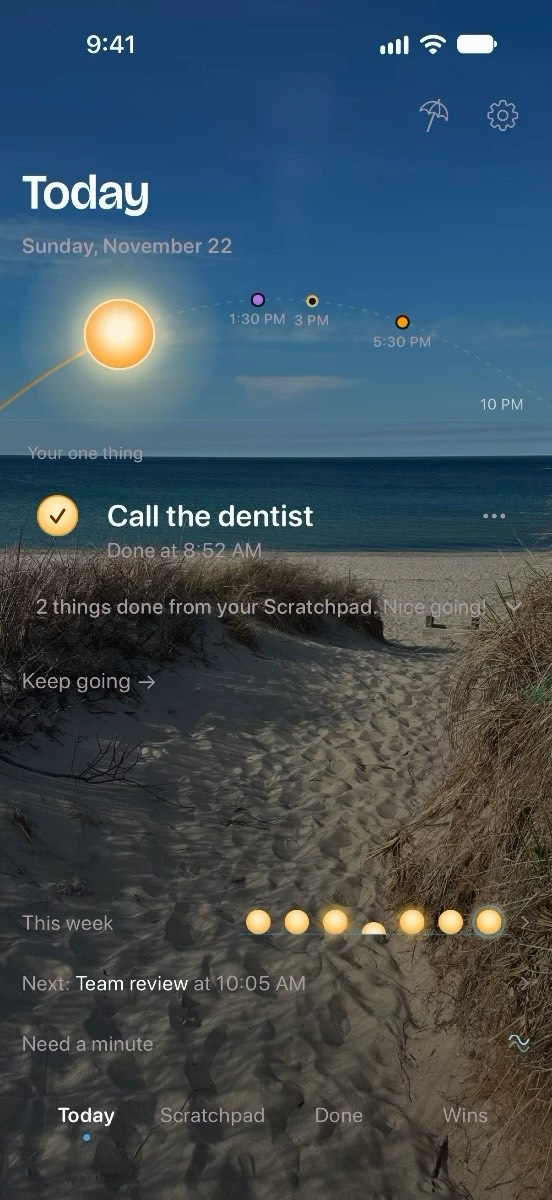 9:41
Today
Sunday, November 22
1:30 PM
3 PM
5:30 PM
10 PM
Your one thing
Call the dentist
Done at 8:52 AM
2 things done from your Scratchpad. Nice going!
Keep going →
This week
Next: Team review at 10:05 AM
Need a minute
Today Scratchpad Done Wins